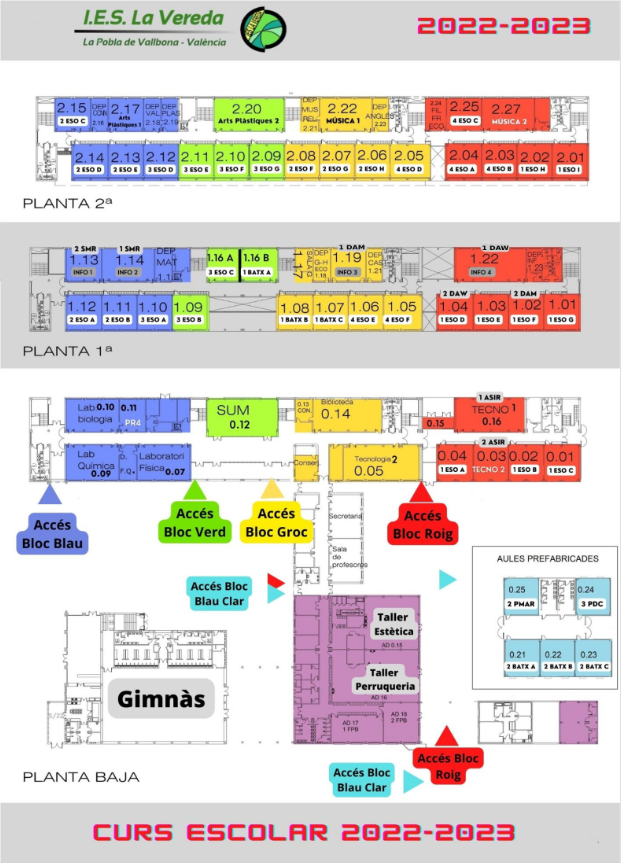 I.E.S. La Vereda
La Pobla de Vallbona - València
2022-2023
2.15
2 ESO C
DEP
CON
2.16
2.17
Arts
Plàstiques 1
DEP
VAL
2.18
DEP
PLAS
2.19
2.20
Arts Plàstiques 2
DEP
MUS
REL
2.21
2.22
MÚSICA 1
DEP
ANGLÉS
2.23
2.24
FIL
FR
ECO
2.25
4 ESO C
2.27
MÚSICA 2
2.14
2 ESO D
2.13
2 ESO E
2.12
3 ESO D
2.11
3 ESO E
2.10
3 ESO F
2.09
3 ESO G
2.08
2 ESO F
2.07
2 ESO G
2.06
2 ESO H
2.05
4 ESO D
2.04
4 ESO A
2.03
4 ESO B
2.02
1 ESO H
2.01
1 ESO I
PLANTA 2ª
2 SMR
1.13
INFO 1
1 SMR
1.14
INFO 2
DEP
MAT
1.16 A
3 ESO C
1.16 B
1 BATX A
DEP
G-H
ECO
1.18
1 DAM
1.19
INFO 3
DEP
CAS
1.21
1 DAW
1.22
INFO 4
DEP
INF
1.23
1.12
2 ESO A
1.11
2 ESO B
1.10
3 ESO A
1.09
3 ESO B
1.08
1 BATX B
1.07
1 BATX C
1.06
4 ESO E
1.05
4 ESO F
2 DAW
1.04
1 ESO D
1.03
1 ESO E
2 DAM
1.02
1 ESO F
1.01
1 ESO G
PLANTA 1ª
Lab 0.10
biologia
0.11
PR4
SUM
0.12
0.13
CON.
Biblioteca
0.14
0.15
1 ASIR
TECNO 1
0.16
Lab
Química
0.09
D.
F.Q.
Laboratori
Física 0.07
Conser.
Tecnologia 2
0.05
0.04
1 ESO A
2 ASIR
0.03
TECNO 2
0.02
1 ESO B
0.01
1 ESO C
Accés
Bloc Blau
Accés
Bloc Verd
Accés
Bloc Groc
Accés
Bloc Roig
Secretaria
Sala
de
profesores
Accés Bloc
Blau Clar
AULES PREFABRICADES
0.25
2 PMAR
0.24
3 PDC
0.21
2 BATX A
0.22
2 BATX B
0.23
2 BATX C
Taller
Estètica
AD 0.15
Taller
Perruqueria
AD 16
AD 17
1 FPB
AD 18
2 FPB
Gimnàs
Accés Bloc
Roig
Accés Bloc
Blau Clar
PLANTA BAJA
CURS ESCOLAR 2022-2023